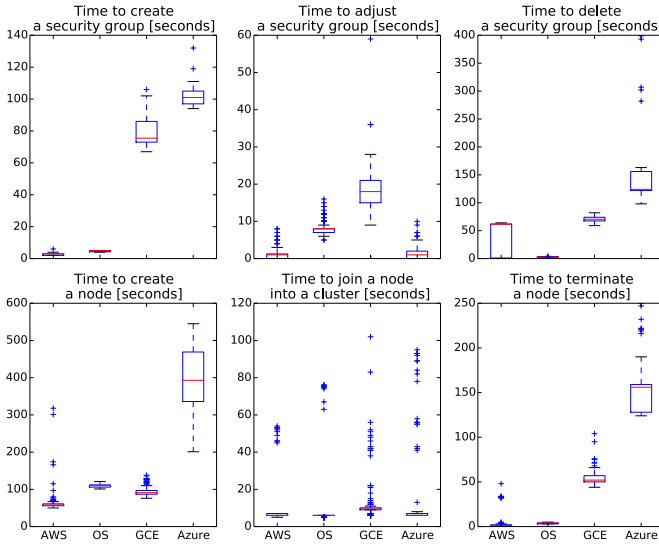 Time to create
a security group [seconds]
140
120
100
80
60
40
20
0
Time to adjust
a security group [seconds]
60
50
40
30
20
10
0
Time to delete
a security group [seconds]
400
350
300
250
200
150
100
50
0
Time to create
a node [seconds]
600
500
400
300
200
100
0
AWS OS GCE Azure
Time to join a node
into a cluster [seconds]
120
100
80
60
40
20
0
AWS OS GCE Azure
Time to terminate
a node [seconds]
250
200
150
100
50
0
AWS OS GCE Azure